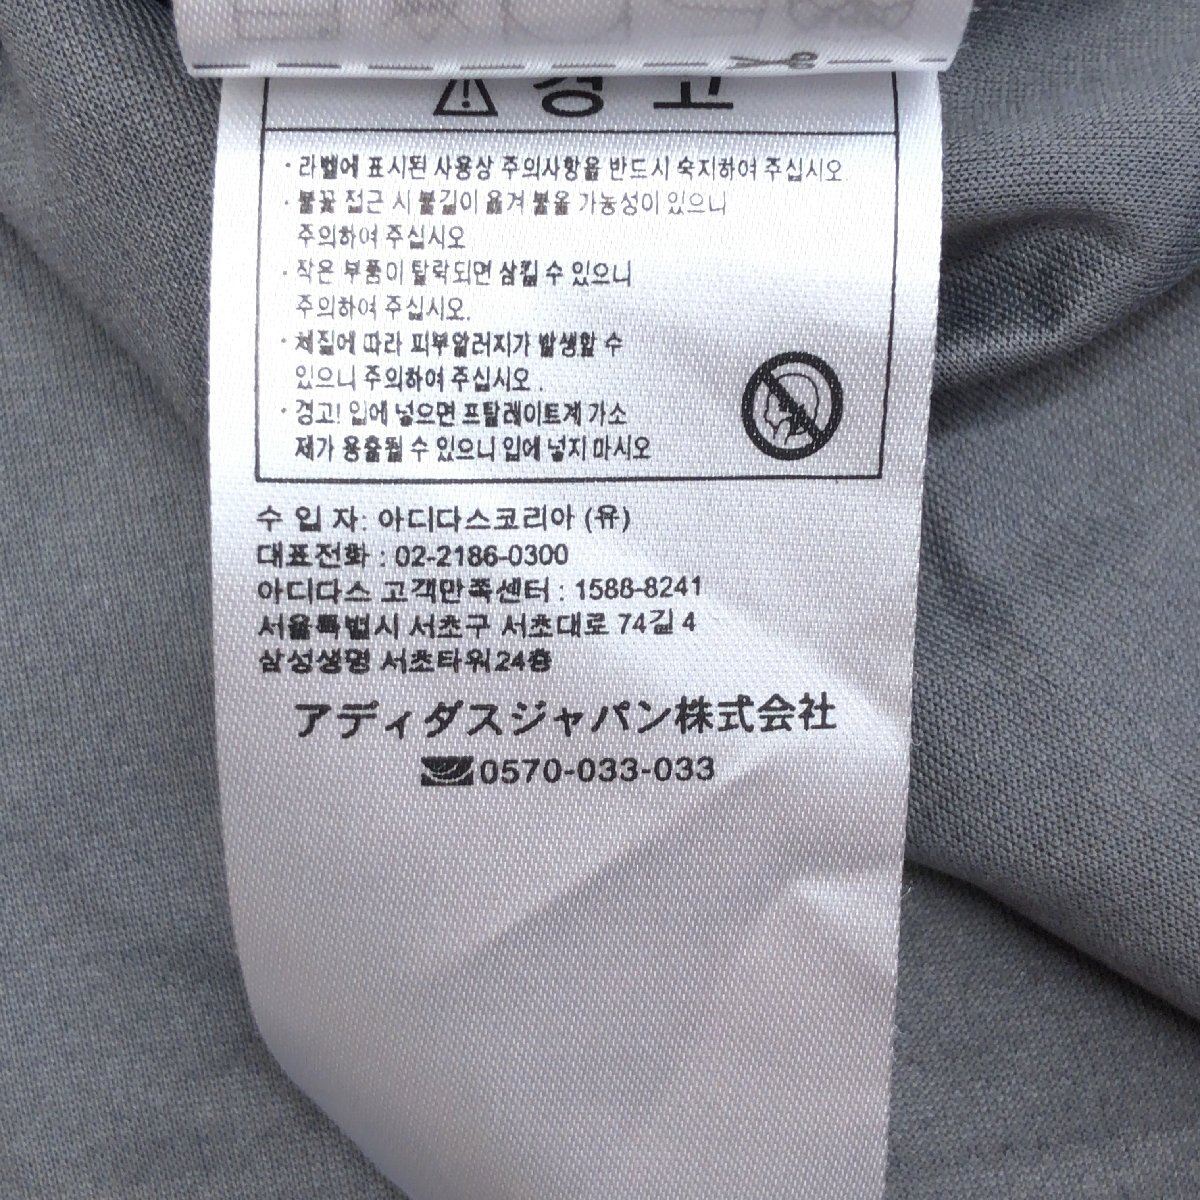 경 고
· 라벨에 표시된 사용상 주의사항을 반드시 숙지하여 주십시오
· 불꽃 접근 시 불길이 옮겨 붙을 가능성이 있으니
주의하여 주십시오
· 작은 부품이 탈락되면 삼킬 수 있으니
주의하여 주십시오.
· 체질에 따라 피부알러지가 발생할 수
있으니 주의하여 주십시오 .
· 경고! 입에 넣으면 프탈레이트계 가소
제가 용출될 수 있으니 입에 넣지 마시오
수 입 자: 아디다스코리아 (유)
대표전화 : 02-2186-0300
아디다스 고객만족센터 : 1588-8241
서울특별시 서초구 서초대로 74길 4
삼성생명 서초타워 24층
アディダスジャパン株式会社
0570-033-033